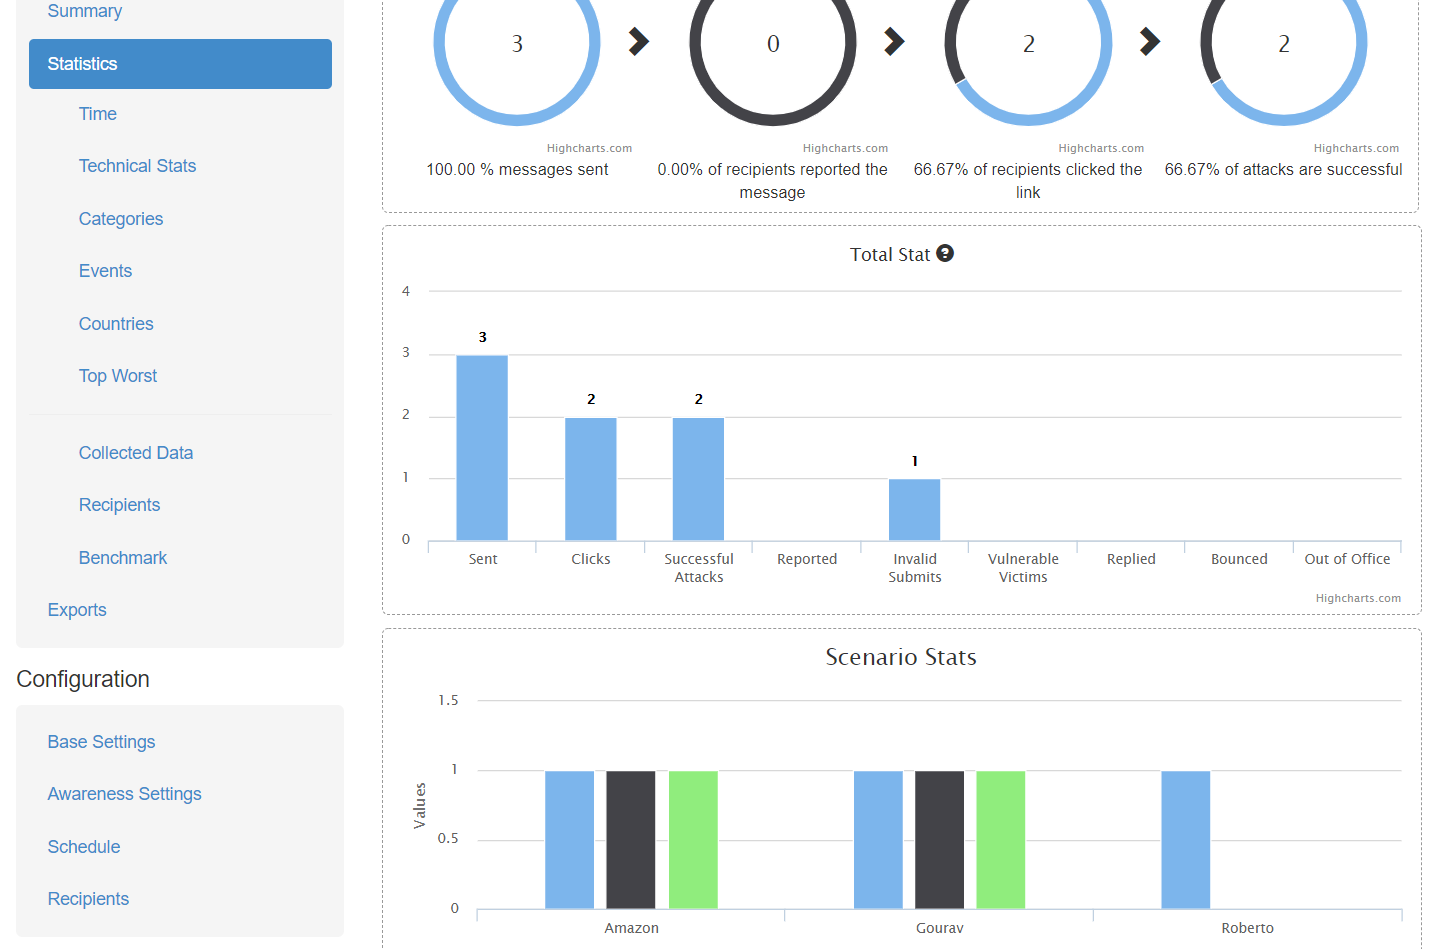 Summary
Statistics
Time
Technical Stats
Categories
Events
Countries
Top Worst
Collected Data
Recipients
Benchmark
Exports
Configuration
Base Settings
Awareness Settings
Schedule
Recipients
3
0
2
2
Highcharts.com
Highcharts.com
Highcharts.com
Highcharts.com
100.00 % messages sent
0.00% of recipients reported the
message
66.67% of recipients clicked the
link
66.67% of attacks are successful
Total Stat ?
4
3
2
1
0
3
2
2
1
Sent
Clicks
Successful
Attacks
Reported
Invalid
Submits
Vulnerable
Victims
Replied
Bounced
Out of Office
Highcharts.com
Scenario Stats
Values
1.5
1
0.5
0
Amazon
Gourav
Roberto